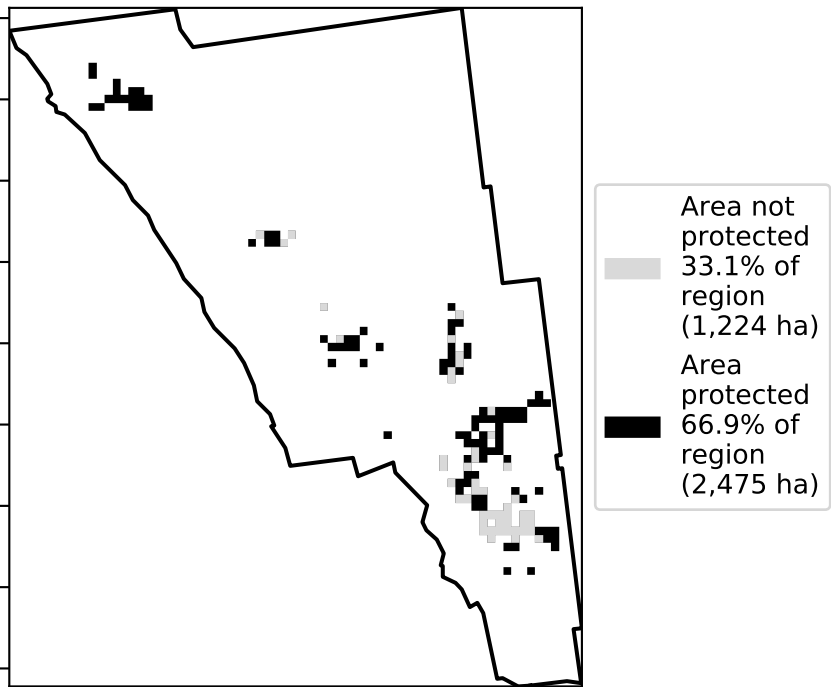 Area not
protected
33.1% of
region
(1,224 ha)
Area
protected
66.9% of
region
(2,475 ha)